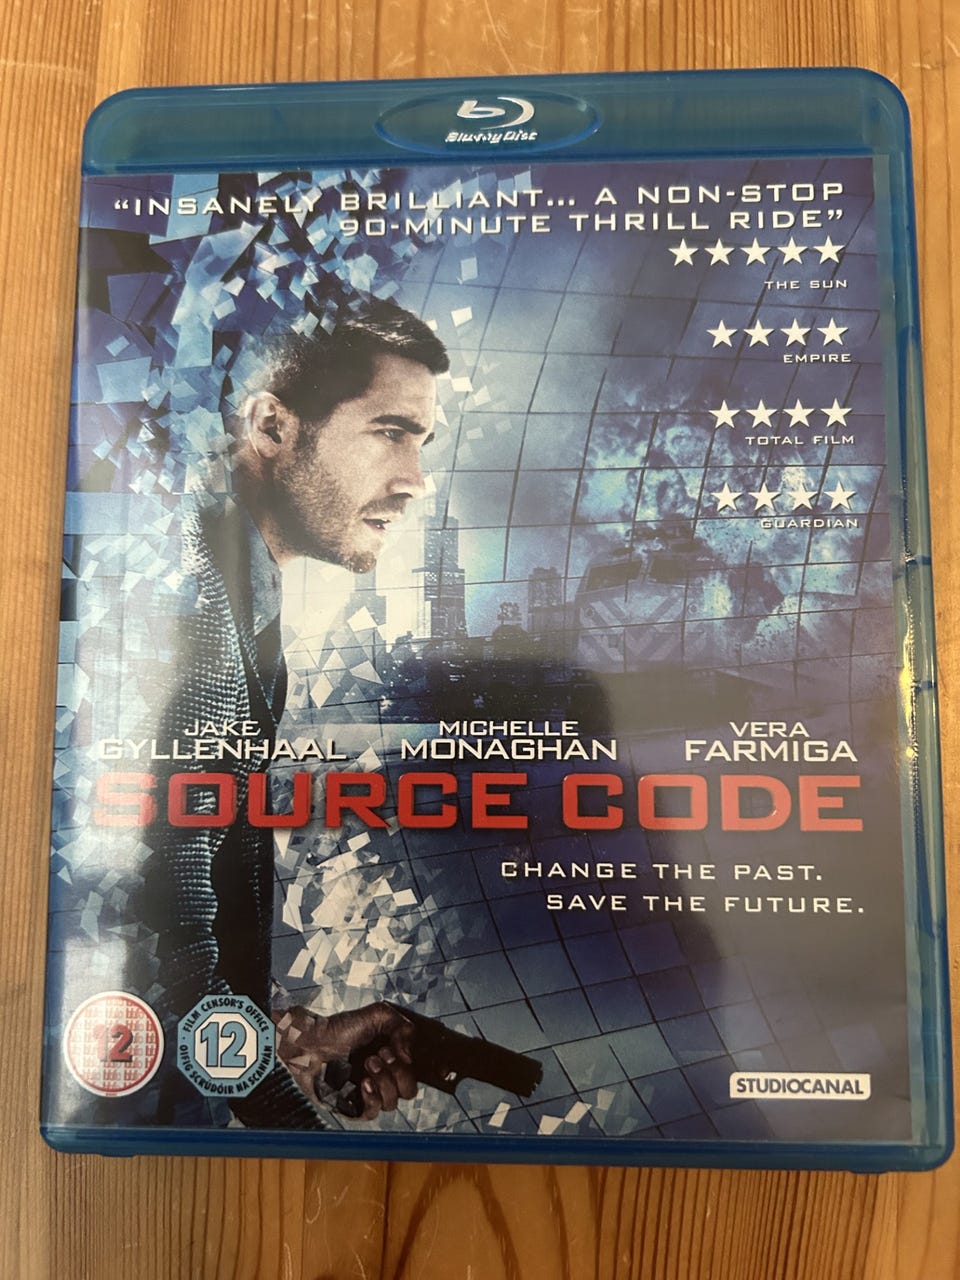 Blu-ray Disc
"INSANELY BRILLIANT... A NON-STOP
90-MINUTE THRILL RIDE"
★★★★★
THE SUN
★★★★
EMPIRE
★★★★
TOTAL FILM
★★★★
GUARDIAN
JAKE
GYLLENHAAL
MICHELLE
MONAGHAN
VERA
FARMIGA
SOURCE CODE
CHANGE THE PAST.
SAVE THE FUTURE.
12
FILM CENSOR'S OFFICE
12
OIFIG SCRÚDÓIR NA SCANNÁN
STUDIOCANAL